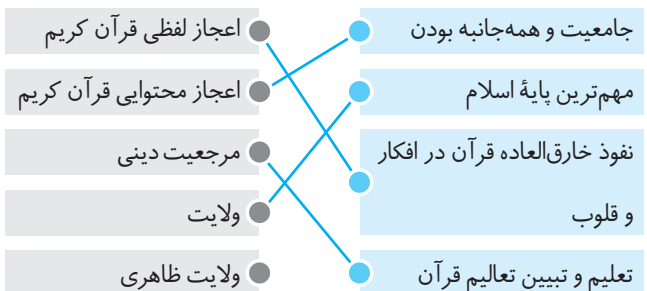 جامعیت و همه‌جانبه بودن
مهم‌ترین پایهٔ اسلام
نفوذ خارق‌العاده قرآن در افکار
و قلوب
تعلیم و تبیین تعالیم قرآن
اعجاز لفظی قرآن کریم
اعجاز محتوایی قرآن کریم
مرجعیت دینی
ولایت
ولایت ظاهری